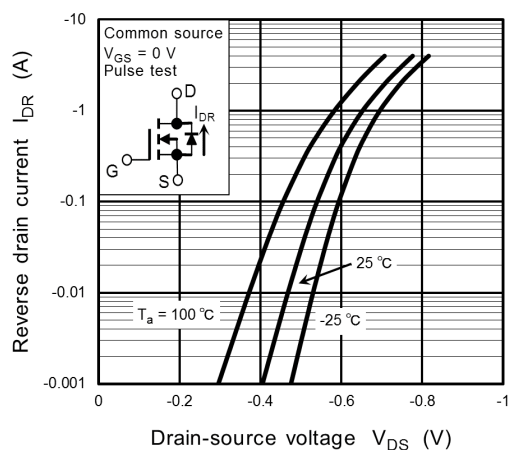 Common source
V_GS = 0 V
Pulse test
D
I_DR
G
S
Reverse drain current I_DR (A)
-10
-1
-0.1
-0.01
-0.001
25 °C
T_a = 100 °C
-25 °C
0
-0.2
-0.4
-0.6
-0.8
-1
Drain-source voltage V_DS (V)